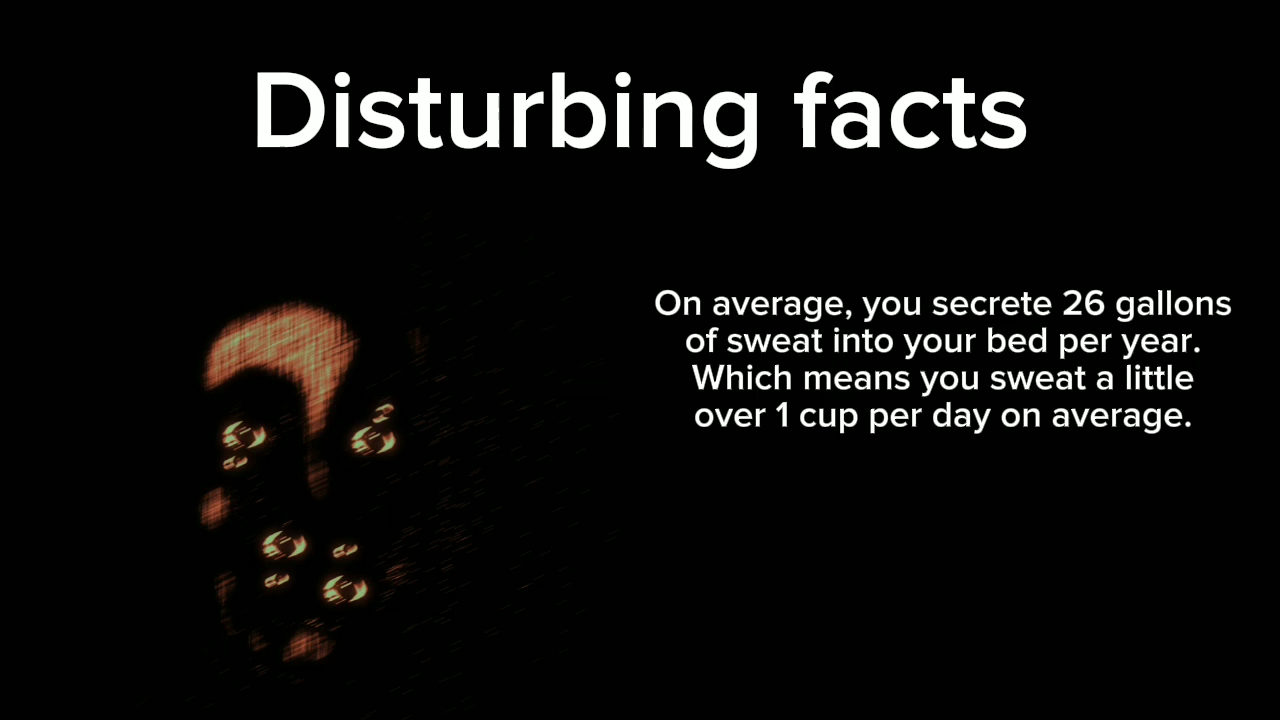 Disturbing facts
On average, you secrete 26 gallons
of sweat into your bed per year.
Which means you sweat a little
over 1 cup per day on average.